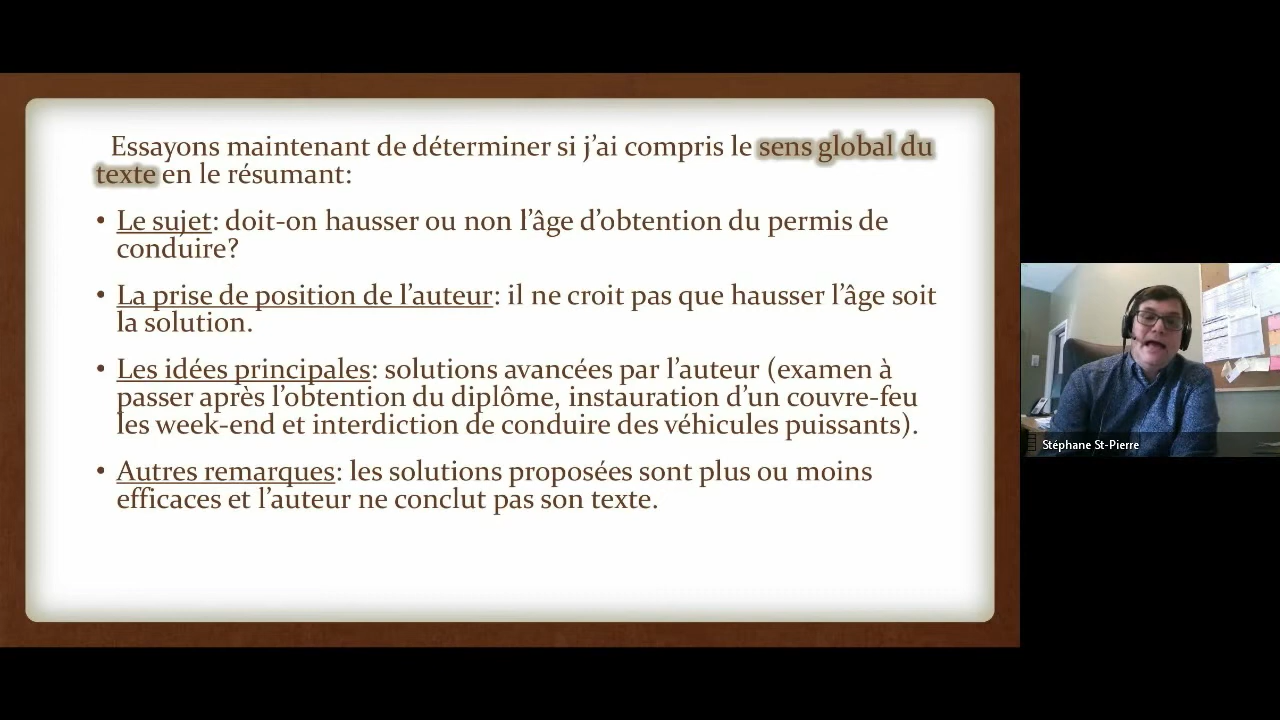 Essayons maintenant de déterminer si j'ai compris le sens global du
texte en le résumant:
• Le sujet: doit-on hausser ou non l'âge d'obtention du permis de
conduire?
• La prise de position de l'auteur: il ne croit pas que hausser l'âge soit
la solution.
• Les idées principales: solutions avancées par l'auteur (examen à
passer après l'obtention du diplôme, instauration d'un couvre-feu
les week-end et interdiction de conduire des véhicules puissants).
• Autres remarques: les solutions proposées sont plus ou moins
efficaces et l'auteur ne conclut pas son texte.
Stéphane St-Pierre